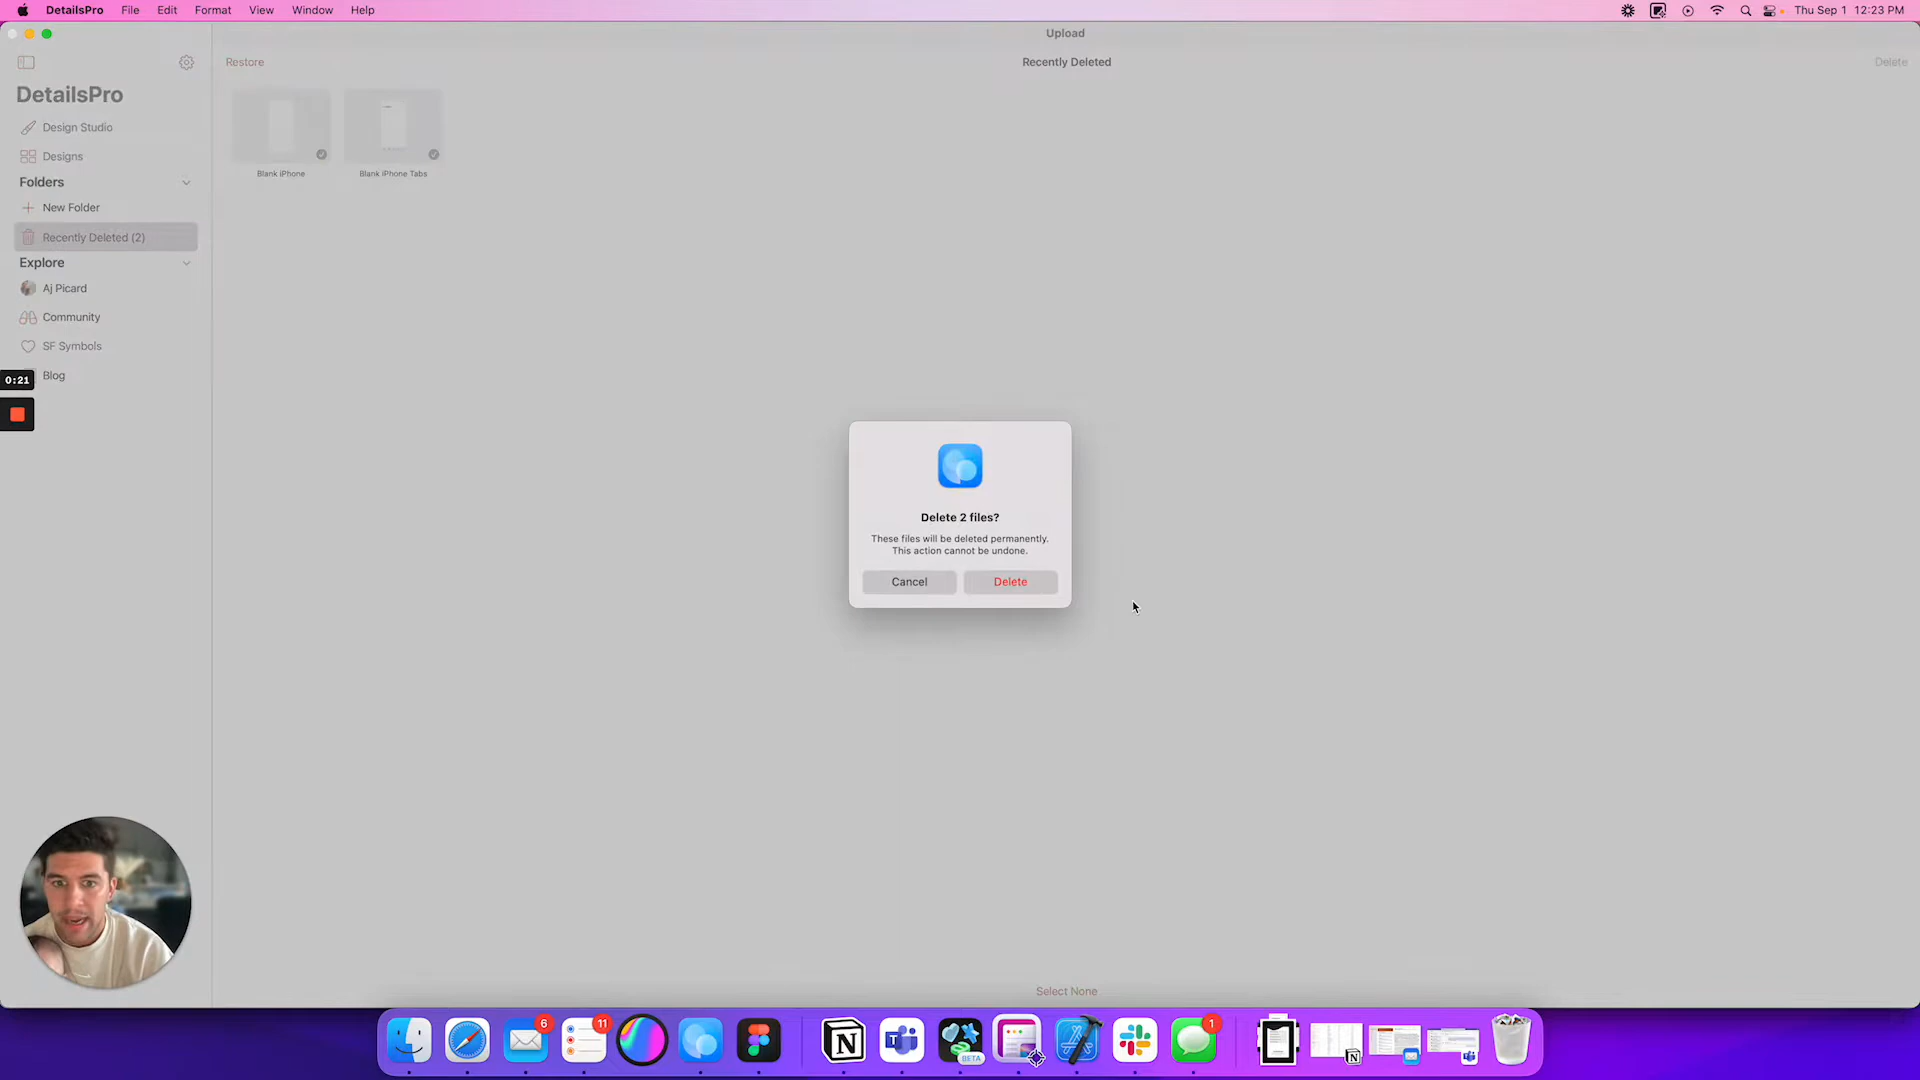 DetailsPro File Edit Format View Window Help
Thu Sep 1 12:23 PM
Upload
Restore
Recently Deleted
Delete
DetailsPro
Design Studio
Designs
Folders
New Folder
Recently Deleted (2)
Explore
Aj Picard
Community
SF Symbols
Blog
0:21
Blank iPhone
Blank iPhone Tabs
Delete 2 files?
These files will be deleted permanently.
This action cannot be undone.
Cancel
Delete
Select None
6
11
BETA
1